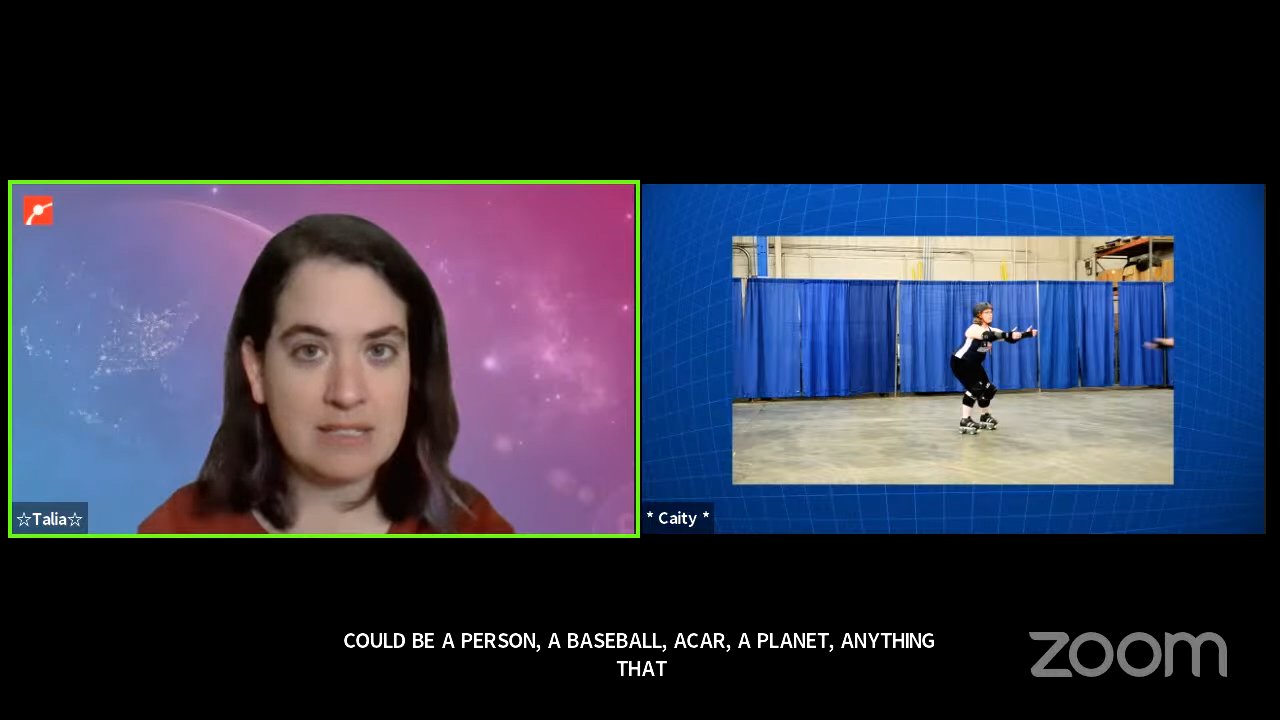 ☆Talia☆
* Caity *
COULD BE A PERSON, A BASEBALL, ACAR, A PLANET, ANYTHING
THAT
zoom